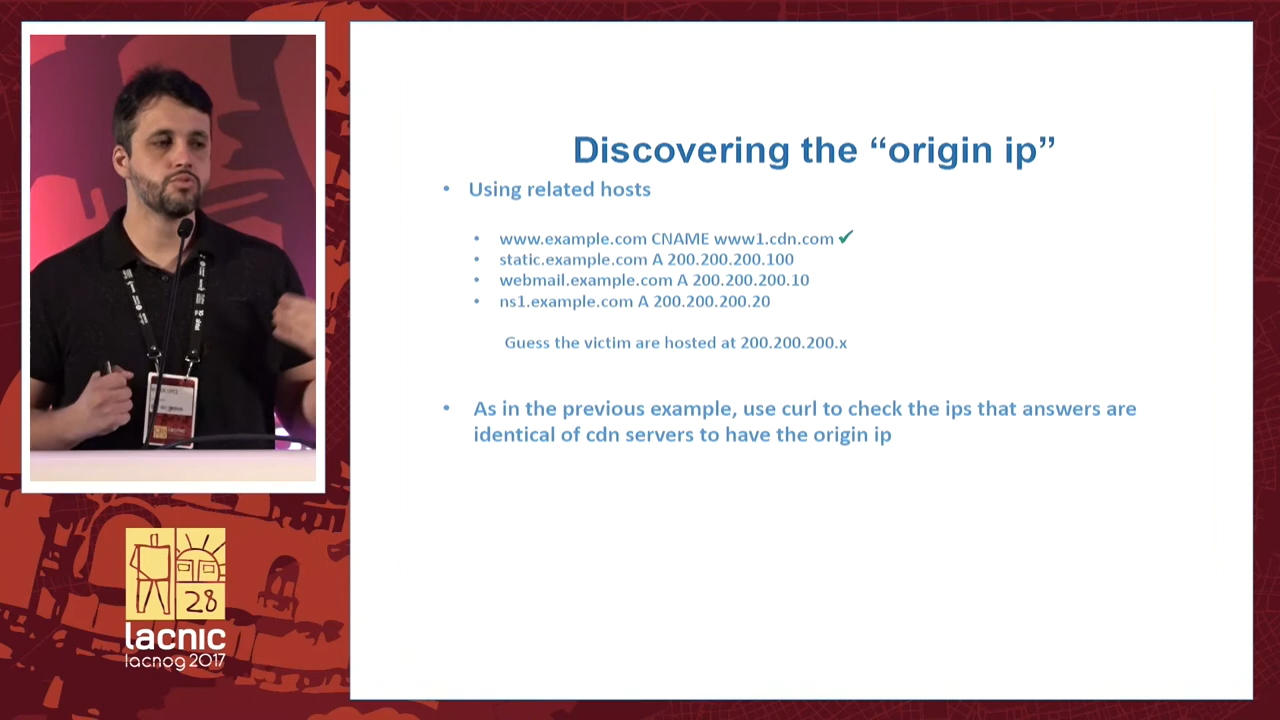 Discovering the “origin ip”
• Using related hosts
• www.example.com CNAME www1.cdn.com ✔
• static.example.com A 200.200.200.100
• webmail.example.com A 200.200.200.10
• ns1.example.com A 200.200.200.20
Guess the victim are hosted at 200.200.200.x
• As in the previous example, use curl to check the ips that answers are
identical of cdn servers to have the origin ip
28
lacnic
lacnog 2017